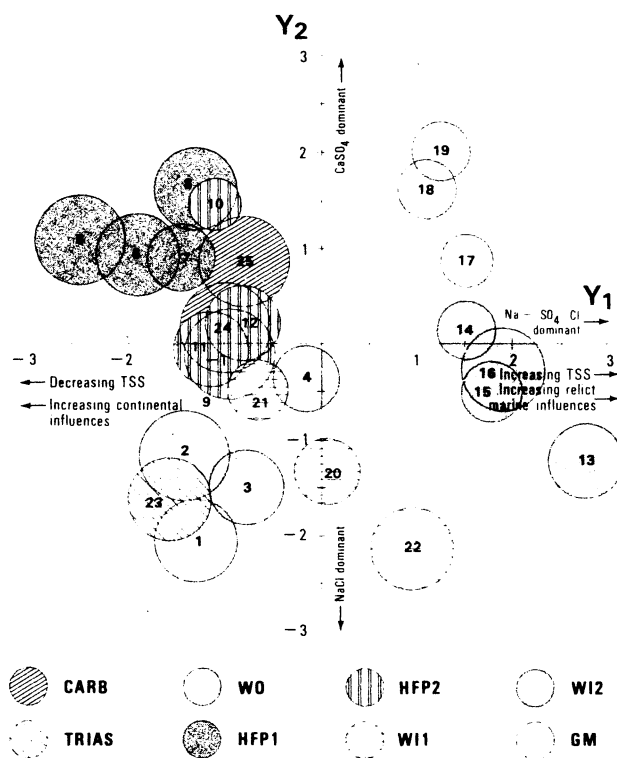 Y2
3
CaSO4 dominant
2
19
18
10
1
17
25
Y1
Na – SO4 Cl
dominant
14
12
24
11
−3
−2
1
2
3
Decreasing TSS
4
16
Increasing TSS
Increasing continental
influences
9
21
15
Increasing relict
marine influences
−1
2
13
3
20
23
1
−2
22
NaCl dominant
−3
CARB
WO
HFP2
WI2
TRIAS
HFP1
WI1
GM